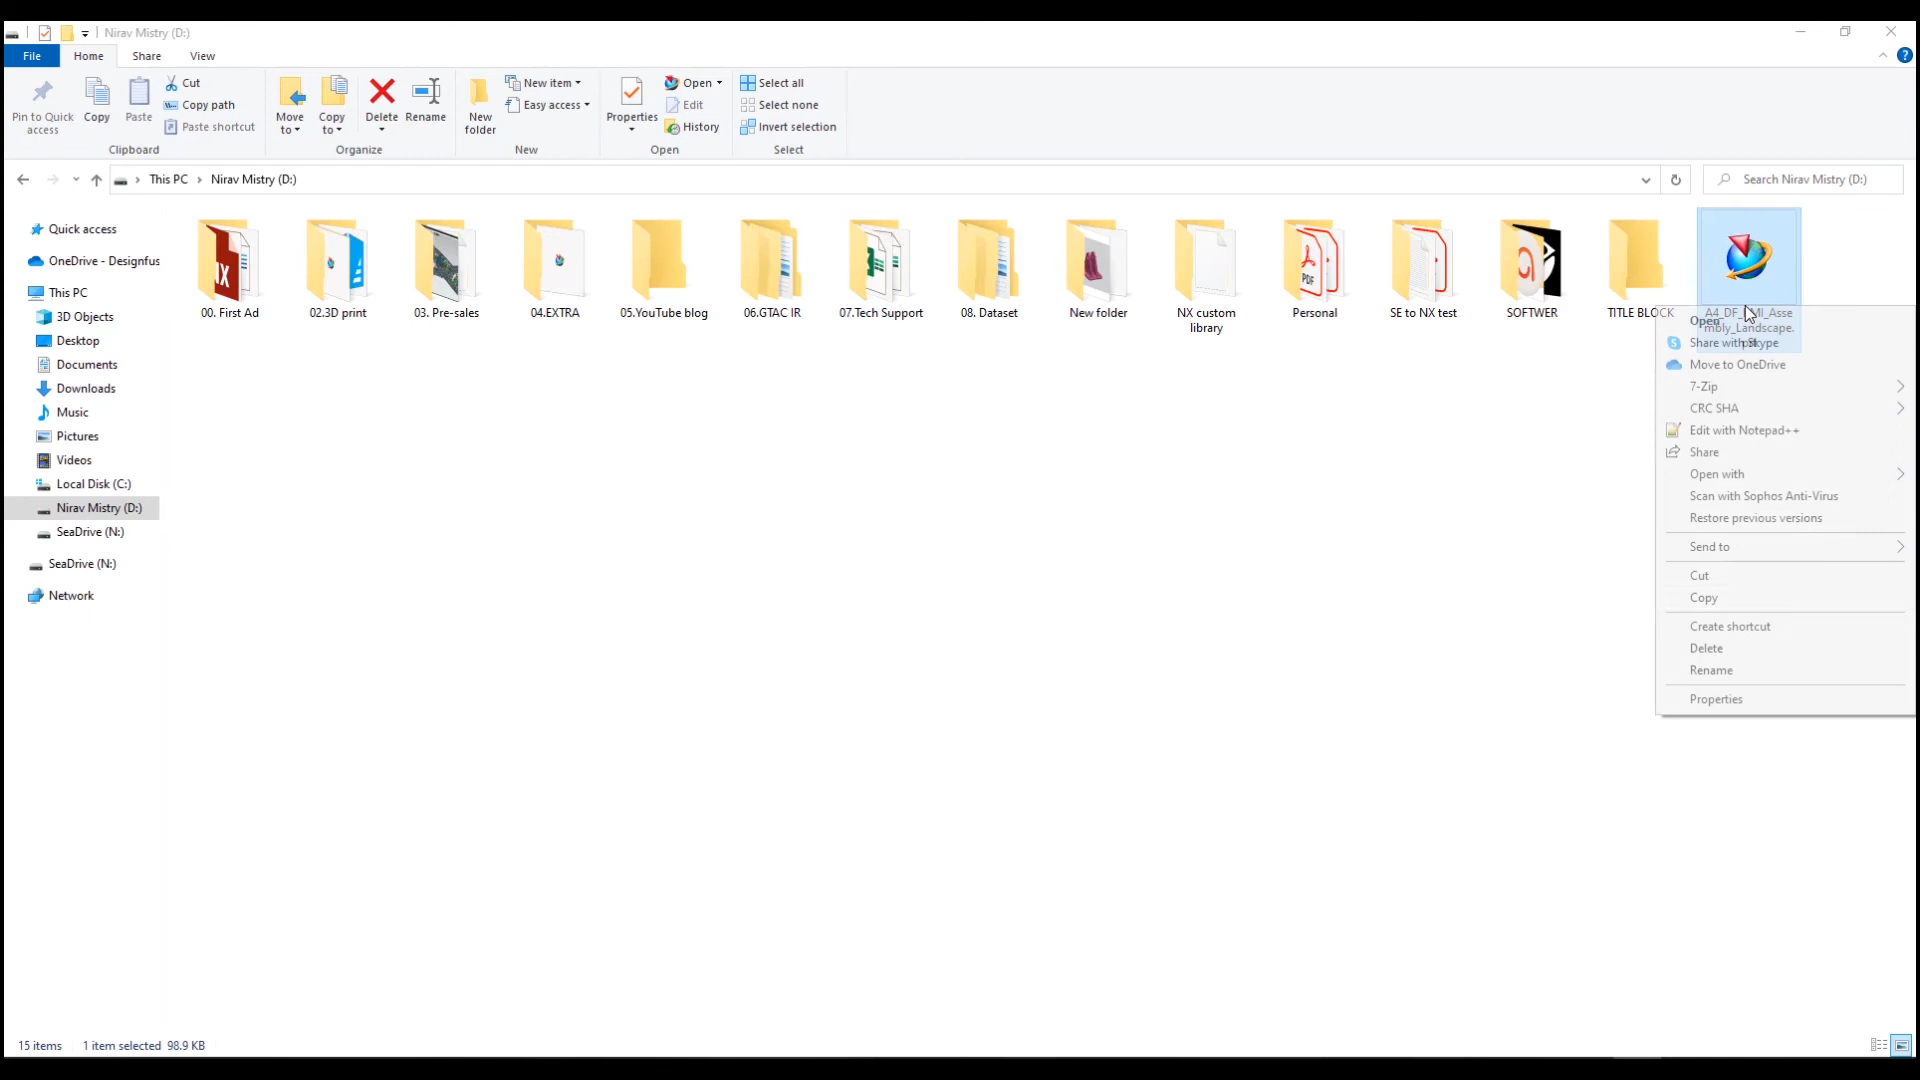 Nirav Mistry (D:)
File Home Share View
Pin to Quick access
Copy
Paste
Cut
Copy path
Paste shortcut
Clipboard
Move to
Copy to
Delete
Rename
Organize
New folder
New item
Easy access
New
Properties
Open
Edit
History
Open
Select all
Select none
Invert selection
Select
This PC › Nirav Mistry (D:)
Search Nirav Mistry (D:)
Quick access
OneDrive - Designfus
This PC
3D Objects
Desktop
Documents
Downloads
Music
Pictures
Videos
Local Disk (C:)
Nirav Mistry (D:)
SeaDrive (N:)
SeaDrive (N:)
Network
00. First Ad
02.3D print
03. Pre-sales
04.EXTRA
05.YouTube blog
06.GTAC IR
07.Tech Support
08. Dataset
New folder
NX custom
library
PDF
Personal
SE to NX test
SOFTWER
TITLE BLOCK
mbly_Landscape.
Open
Share with Skype
Move to OneDrive
7-Zip
CRC SHA
Edit with Notepad++
Share
Open with
Scan with Sophos Anti-Virus
Restore previous versions
Send to
Cut
Copy
Create shortcut
Delete
Rename
Properties
15 items 1 item selected 98.9 KB